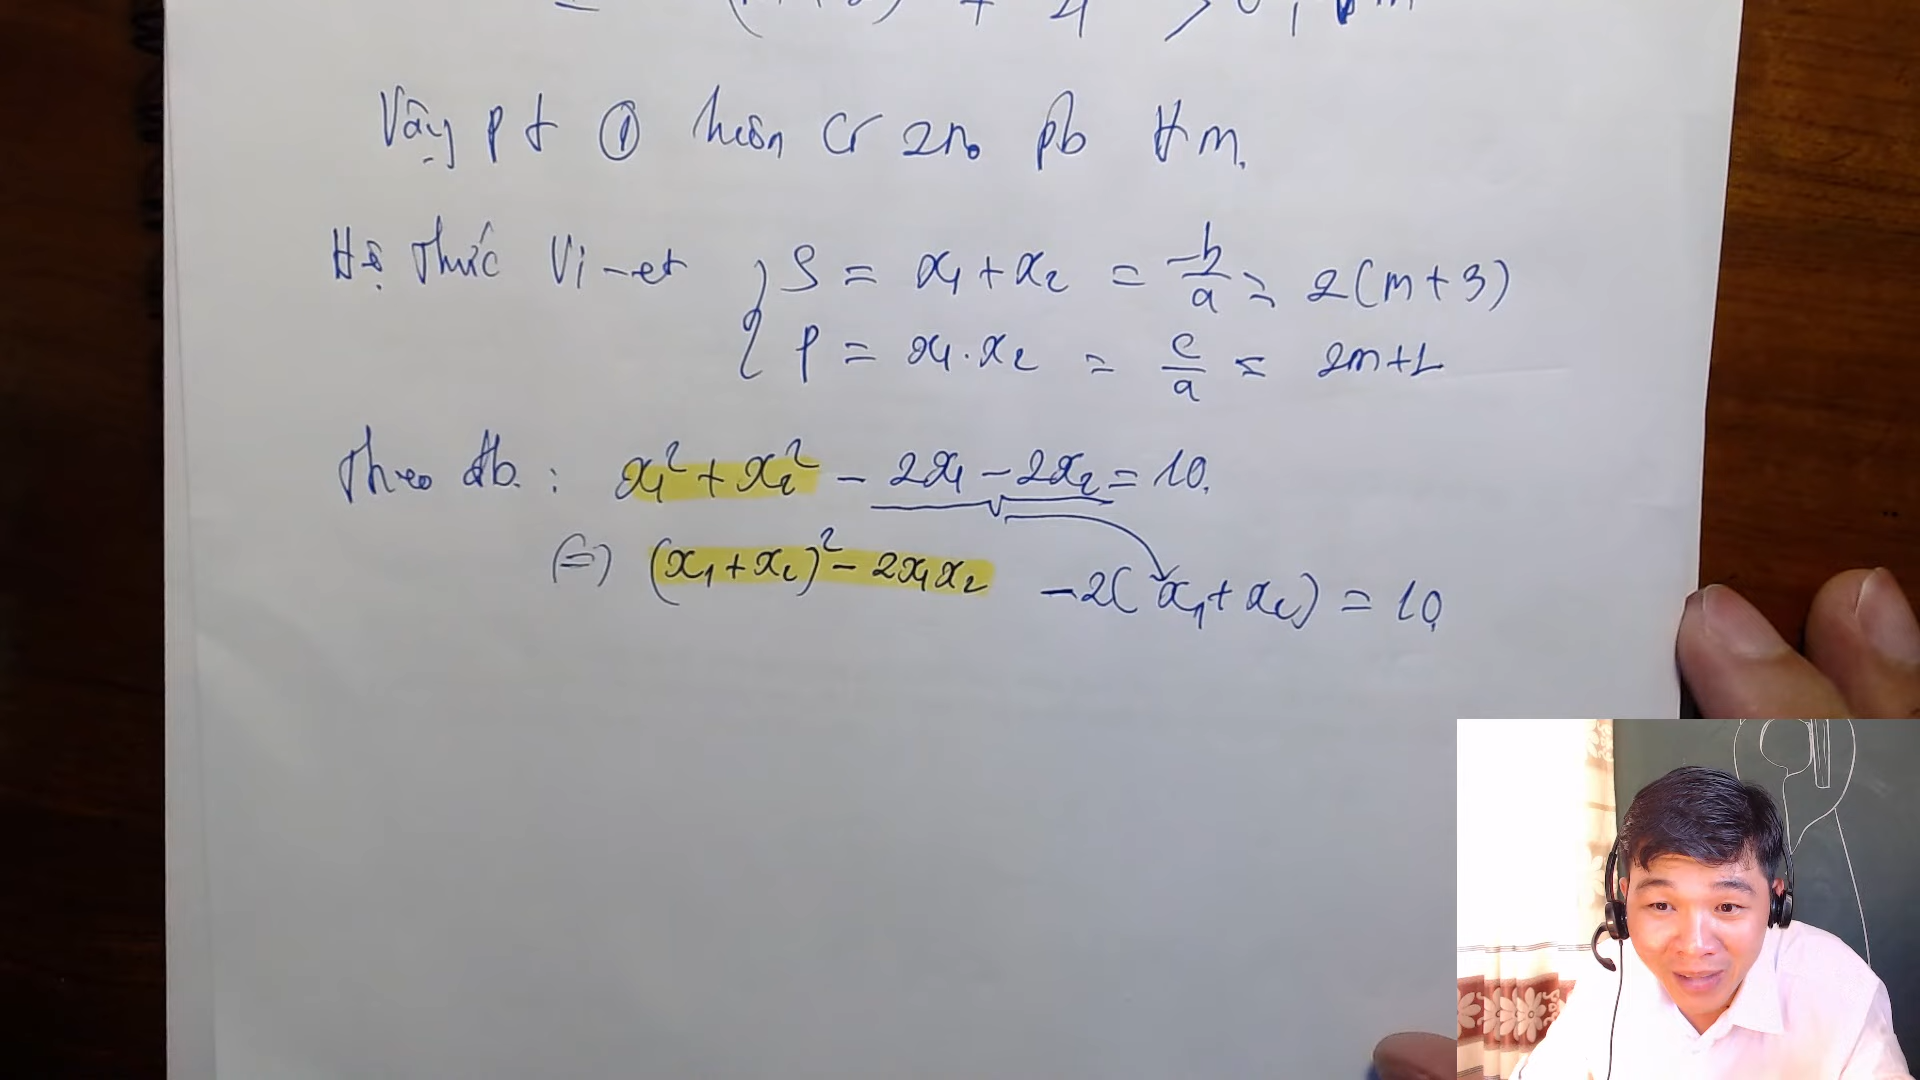 Vậy pt ① luôn có 2n₀ pb ∀m.
Hệ thức Vi-et { S = x₁ + x₂ = -b/a = 2(m+3)
P = x₁.x₂ = c/a = 2m+1
Theo đb : x₁² + x₂² - 2x₁ - 2x₂ = 10.
(=) (x₁+x₂)² - 2x₁x₂ -2(x₁+x₂) = 10.